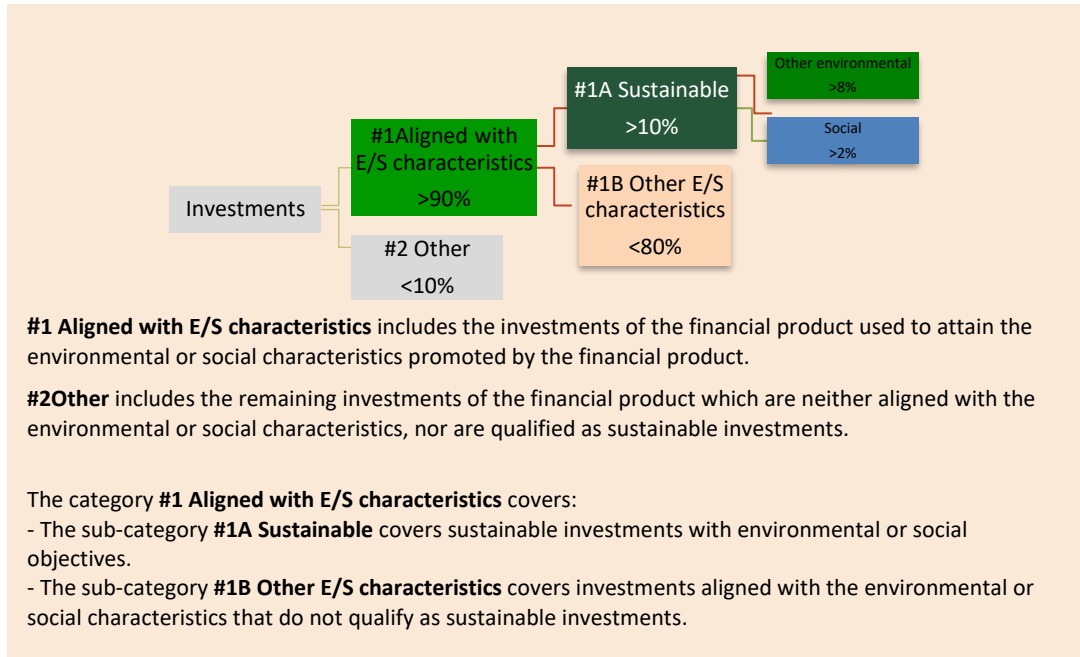 Other environmental
>8%
#1A Sustainable
>10%
Social
>2%
#1Aligned with
E/S characteristics
>90%
#1B Other E/S
characteristics
<80%
Investments
#2 Other
<10%
#1 Aligned with E/S characteristics includes the investments of the financial product used to attain the
environmental or social characteristics promoted by the financial product.
#2Other includes the remaining investments of the financial product which are neither aligned with the
environmental or social characteristics, nor are qualified as sustainable investments.
The category #1 Aligned with E/S characteristics covers:
- The sub-category #1A Sustainable covers sustainable investments with environmental or social
objectives.
- The sub-category #1B Other E/S characteristics covers investments aligned with the environmental or
social characteristics that do not qualify as sustainable investments.